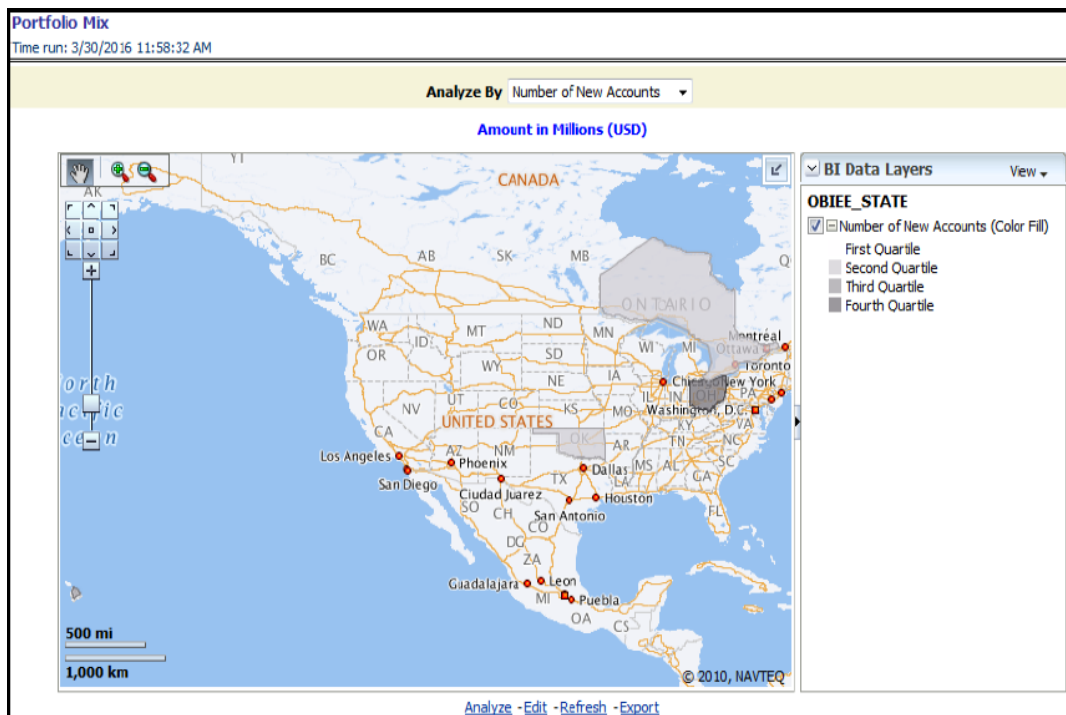 Portfolio Mix
Time run: 3/30/2016 11:58:32 AM
Analyze By Number of New Accounts
Amount in Millions (USD)
BI Data Layers View
OBIEE_STATE
Number of New Accounts (Color Fill)
First Quartile
Second Quartile
Third Quartile
Fourth Quartile
YT
CANADA
AK
BC
AB
SK
MB
Q
ONTARIO
Montréal
Ottawa
Toronto
WA
MT
ND
MN
OR
ID
SD
WI
MI
WY
orth
acific
cean
NE
IA
Chicago
New York
NV
UT
CO
IL
IN
OH
PA
KS
MO
Washington, D.C.
CA
UNITED STATES
KY
VA
Los Angeles
AZ
NM
OK
AR
TN
NC
Phoenix
Dallas
MS
AL
SC
San Diego
TX
LA
GA
Ciudad Juarez
Houston
SO
CH
San Antonio
FL
CO
DG
ZA
Guadalajara
Leon
MI
Puebla
OA
CS
500 mi
1,000 km
© 2010, NAVTEQ
Analyze - Edit - Refresh - Export